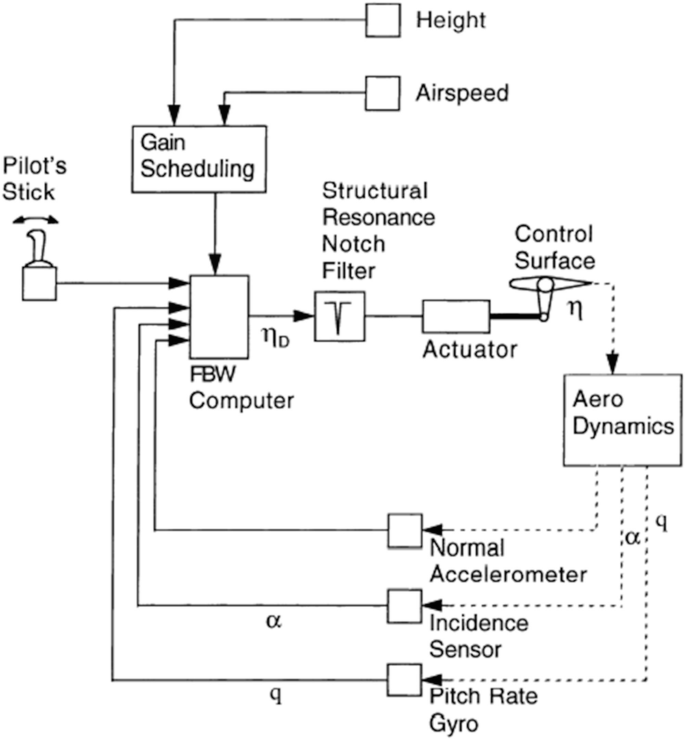 Height
Airspeed
Gain
Scheduling
Pilot's
Stick
Structural
Resonance
Notch
Filter
Control
Surface
η
ηD
Actuator
FBW
Computer
Aero
Dynamics
q
α
Normal
Accelerometer
α
Incidence
Sensor
q
Pitch Rate
Gyro